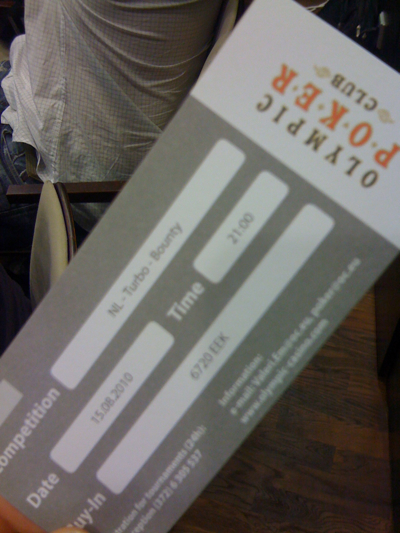 OLYMPIC
P·O·K·E·R
CLUB
NL - Turbo - Bounty
Date 15.08.2010
Time 21:00
Buy-In 6720 EEK
Information:
www.olympic-casino.com